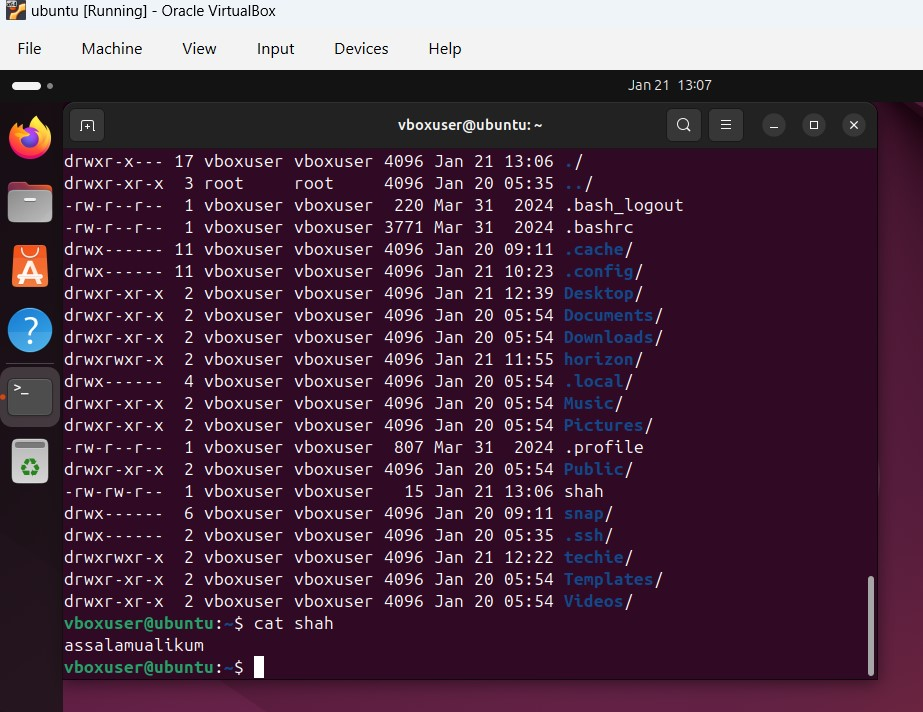 ubuntu [Running] - Oracle VirtualBox
File Machine View Input Devices Help
Jan 21 13:07
vboxuser@ubuntu: ~
drwxr-x--- 17 vboxuser vboxuser 4096 Jan 21 13:06 ./
drwxr-xr-x  3 root     root     4096 Jan 20 05:35 ../
-rw-r--r--  1 vboxuser vboxuser  220 Mar 31  2024 .bash_logout
-rw-r--r--  1 vboxuser vboxuser 3771 Mar 31  2024 .bashrc
drwx------ 11 vboxuser vboxuser 4096 Jan 20 09:11 .cache/
drwx------ 11 vboxuser vboxuser 4096 Jan 21 10:23 .config/
drwxr-xr-x  2 vboxuser vboxuser 4096 Jan 21 12:39 Desktop/
drwxr-xr-x  2 vboxuser vboxuser 4096 Jan 20 05:54 Documents/
drwxr-xr-x  2 vboxuser vboxuser 4096 Jan 20 05:54 Downloads/
drwxrwxr-x  2 vboxuser vboxuser 4096 Jan 21 11:55 horizon/
drwx------  4 vboxuser vboxuser 4096 Jan 20 05:54 .local/
drwxr-xr-x  2 vboxuser vboxuser 4096 Jan 20 05:54 Music/
drwxr-xr-x  2 vboxuser vboxuser 4096 Jan 20 05:54 Pictures/
-rw-r--r--  1 vboxuser vboxuser  807 Mar 31  2024 .profile
drwxr-xr-x  2 vboxuser vboxuser 4096 Jan 20 05:54 Public/
-rw-rw-r--  1 vboxuser vboxuser   15 Jan 21 13:06 shah
drwx------  6 vboxuser vboxuser 4096 Jan 20 09:11 snap/
drwx------  2 vboxuser vboxuser 4096 Jan 20 05:35 .ssh/
drwxrwxr-x  2 vboxuser vboxuser 4096 Jan 21 12:22 techie/
drwxr-xr-x  2 vboxuser vboxuser 4096 Jan 20 05:54 Templates/
drwxr-xr-x  2 vboxuser vboxuser 4096 Jan 20 05:54 Videos/
vboxuser@ubuntu:~$ cat shah
assalamualikum
vboxuser@ubuntu:~$